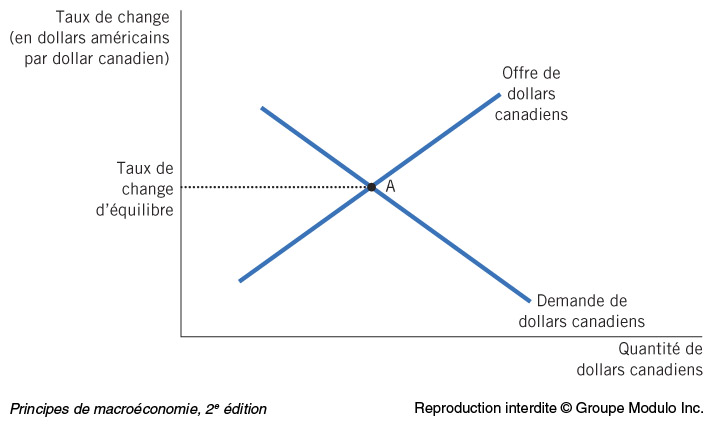 Taux de change
(en dollars américains
par dollar canadien)
Offre de
dollars
canadiens
Taux de
change
d’équilibre
A
Demande de
dollars canadiens
Quantité de
dollars canadiens
Principes de macroéconomie, 2e édition
Reproduction interdite © Groupe Modulo Inc.